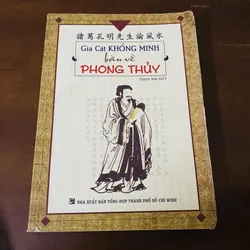 諸葛孔明先生論風水
Gia Cát KHỔNG MINH
bàn về
PHONG THỦY
NHÀ XUẤT BẢN TỔNG HỢP THÀNH PHỐ HỒ CHÍ MINH